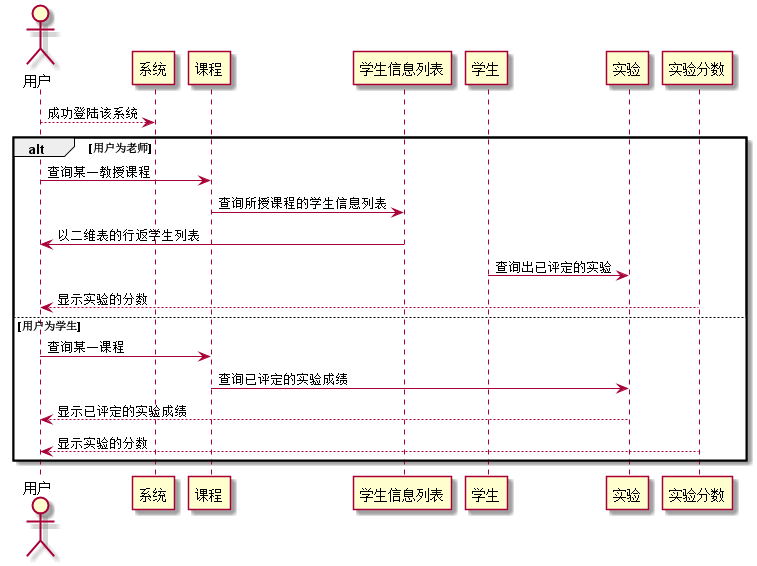 用户
系统
课程
学生信息列表
学生
实验
实验分数
成功登陆该系统
alt
[用户为老师]
查询某一教授课程
查询所授课程的学生信息列表
以二维表的行返学生列表
查询出已评定的实验
显示实验的分数
[用户为学生]
查询某一课程
查询已评定的实验成绩
显示已评定的实验成绩
显示实验的分数
用户
系统
课程
学生信息列表
学生
实验
实验分数